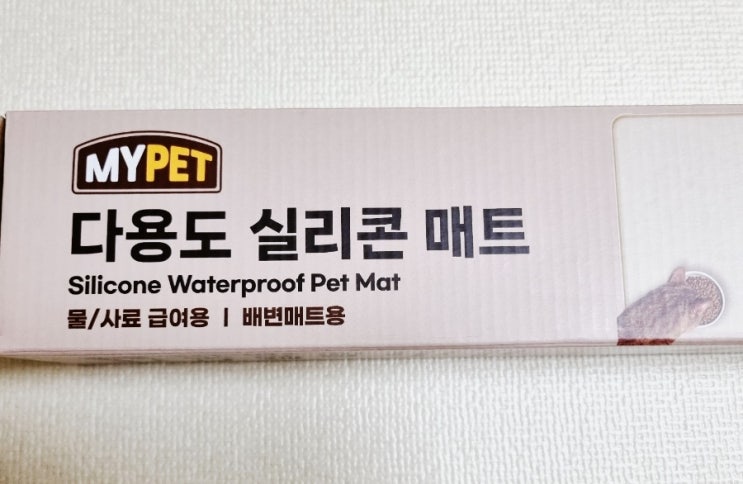 MYPET
다용도 실리콘 매트
Silicone Waterproof Pet Mat
물/사료 급여용 | 배변매트용